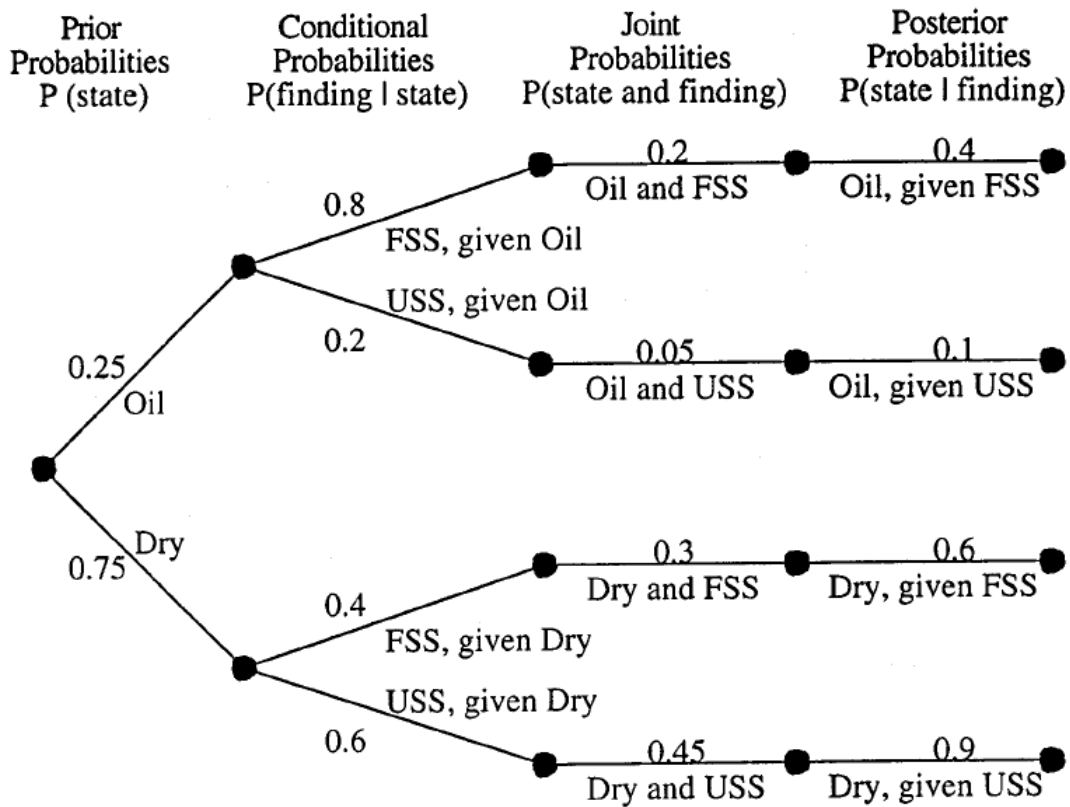 Prior
Probabilities
P (state)
Conditional
Probabilities
P(finding | state)
Joint
Probabilities
P(state and finding)
Posterior
Probabilities
P(state | finding)
0.25
Oil
0.75
Dry
0.8
FSS, given Oil
USS, given Oil
0.2
0.2
Oil and FSS
0.4
Oil, given FSS
0.05
Oil and USS
0.1
Oil, given USS
0.4
FSS, given Dry
USS, given Dry
0.6
0.3
Dry and FSS
0.6
Dry, given FSS
0.45
Dry and USS
0.9
Dry, given USS